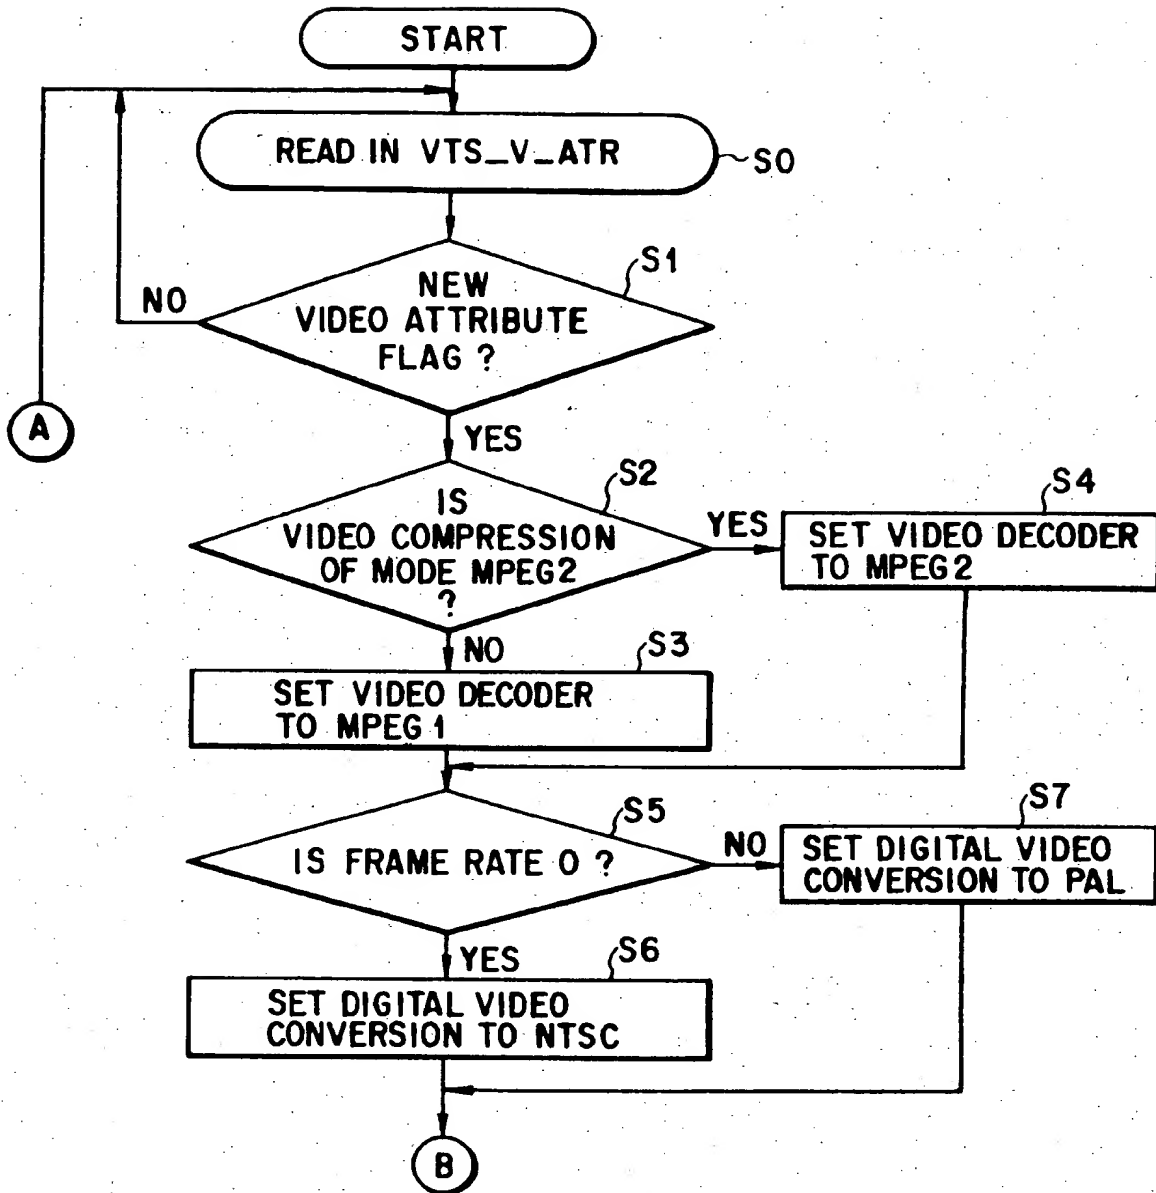 START
READ IN VTS_V_ATR
S0
S1
NEW
VIDEO ATTRIBUTE
FLAG ?
NO
A
YES
S2
IS
VIDEO COMPRESSION
OF MODE MPEG2
?
YES
S4
SET VIDEO DECODER
TO MPEG2
NO
S3
SET VIDEO DECODER
TO MPEG 1
S5
IS FRAME RATE 0 ?
NO
S7
SET DIGITAL VIDEO
CONVERSION TO PAL
YES
S6
SET DIGITAL VIDEO
CONVERSION TO NTSC
B